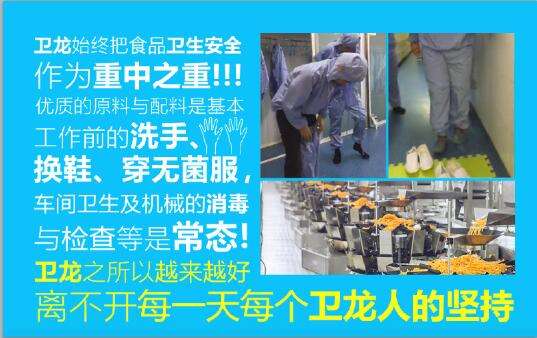 卫龙始终把食品卫生安全
作为重中之重!!!
优质的原料与配料是基本
工作前的洗手、
换鞋、穿无菌服,
车间卫生及机械的消毒
与检查等是常态!
卫龙之所以越来越好
离不开每一天每个卫龙人的坚持